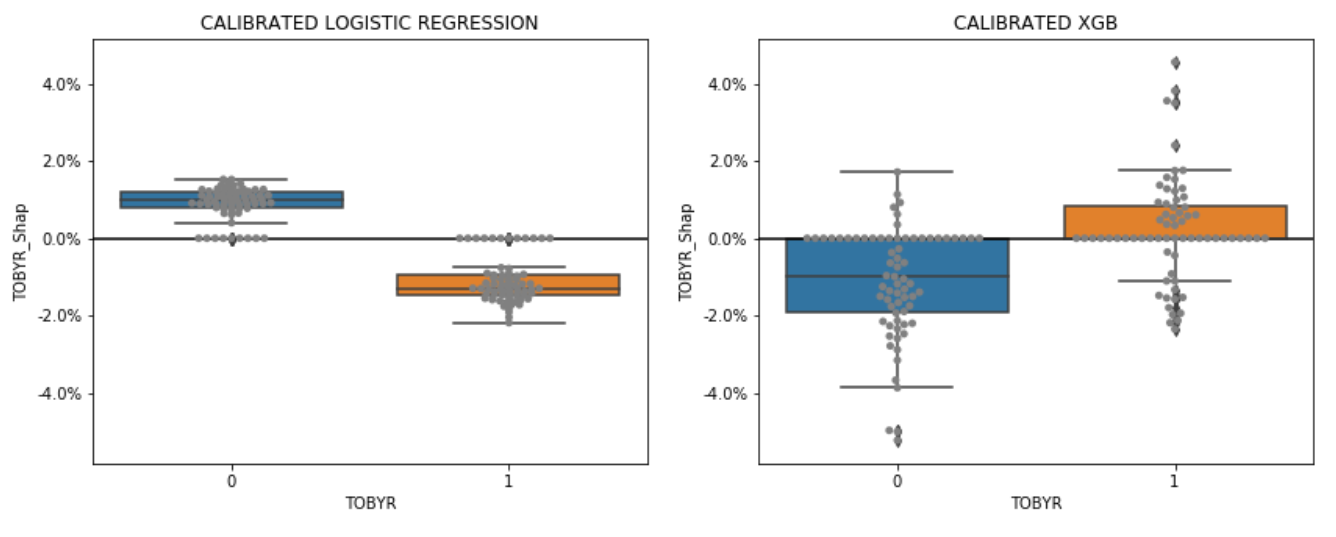 CALIBRATED LOGISTIC REGRESSION
4.0%
2.0%
0.0%
-2.0%
-4.0%
TOBYR_Shap
0 1
TOBYR
CALIBRATED XGB
4.0%
2.0%
0.0%
-2.0%
-4.0%
TOBYR_Shap
0 1
TOBYR